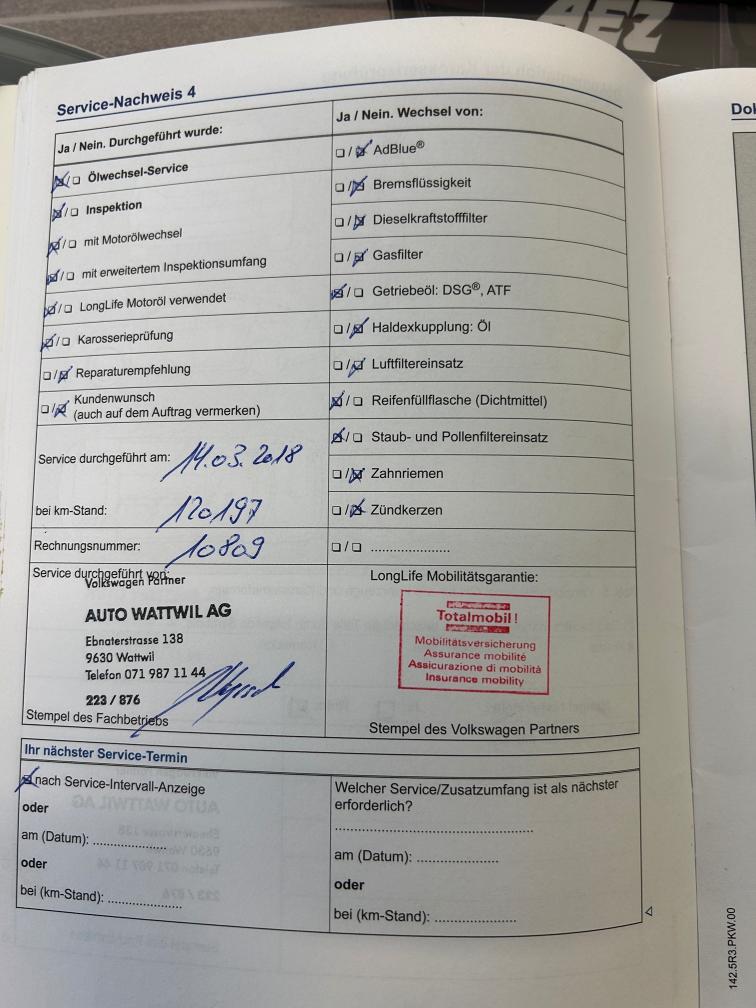 AEZ
Service-Nachweis 4
Ja / Nein. Durchgeführt wurde:
☒/☐ Ölwechsel-Service
☒/☐ Inspektion
☒/☐ mit Motorölwechsel
☒/☐ mit erweitertem Inspektionsumfang
☒/☐ LongLife Motoröl verwendet
☒/☐ Karosserieprüfung
☐/☒ Reparaturempfehlung
☐/☒ Kundenwunsch
(auch auf dem Auftrag vermerken)
Service durchgeführt am: 14.03.2018
bei km-Stand: 120197
Rechnungsnummer: 10809
Service durchgeführt von:
Volkswagen Partner
AUTO WATTWIL AG
Ebnaterstrasse 138
9630 Wattwil
Telefon 071 987 11 44
223 / 876
Stempel des Fachbetriebs
Ja / Nein. Wechsel von:
☐/☒ AdBlue®
☐/☒ Bremsflüssigkeit
☐/☒ Dieselkraftstofffilter
☐/☒ Gasfilter
☒/☐ Getriebeöl: DSG®, ATF
☐/☒ Haldexkupplung: Öl
☐/☒ Luftfiltereinsatz
☒/☐ Reifenfüllflasche (Dichtmittel)
☒/☐ Staub- und Pollenfiltereinsatz
☐/☒ Zahnriemen
☐/☒ Zündkerzen
☐/☐ ......................
LongLife Mobilitätsgarantie:
Totalmobil!
Mobilitätsversicherung
Assurance mobilité
Assicurazione di mobilità
Insurance mobility
Stempel des Volkswagen Partners
Ihr nächster Service-Termin
☒ nach Service-Intervall-Anzeige
oder
am (Datum): ....................
oder
bei (km-Stand): ....................
Welcher Service/Zusatzumfang ist als nächster
erforderlich?
......................................................
am (Datum): ......................
oder
bei (km-Stand): ......................
142.5R3.PKW.00